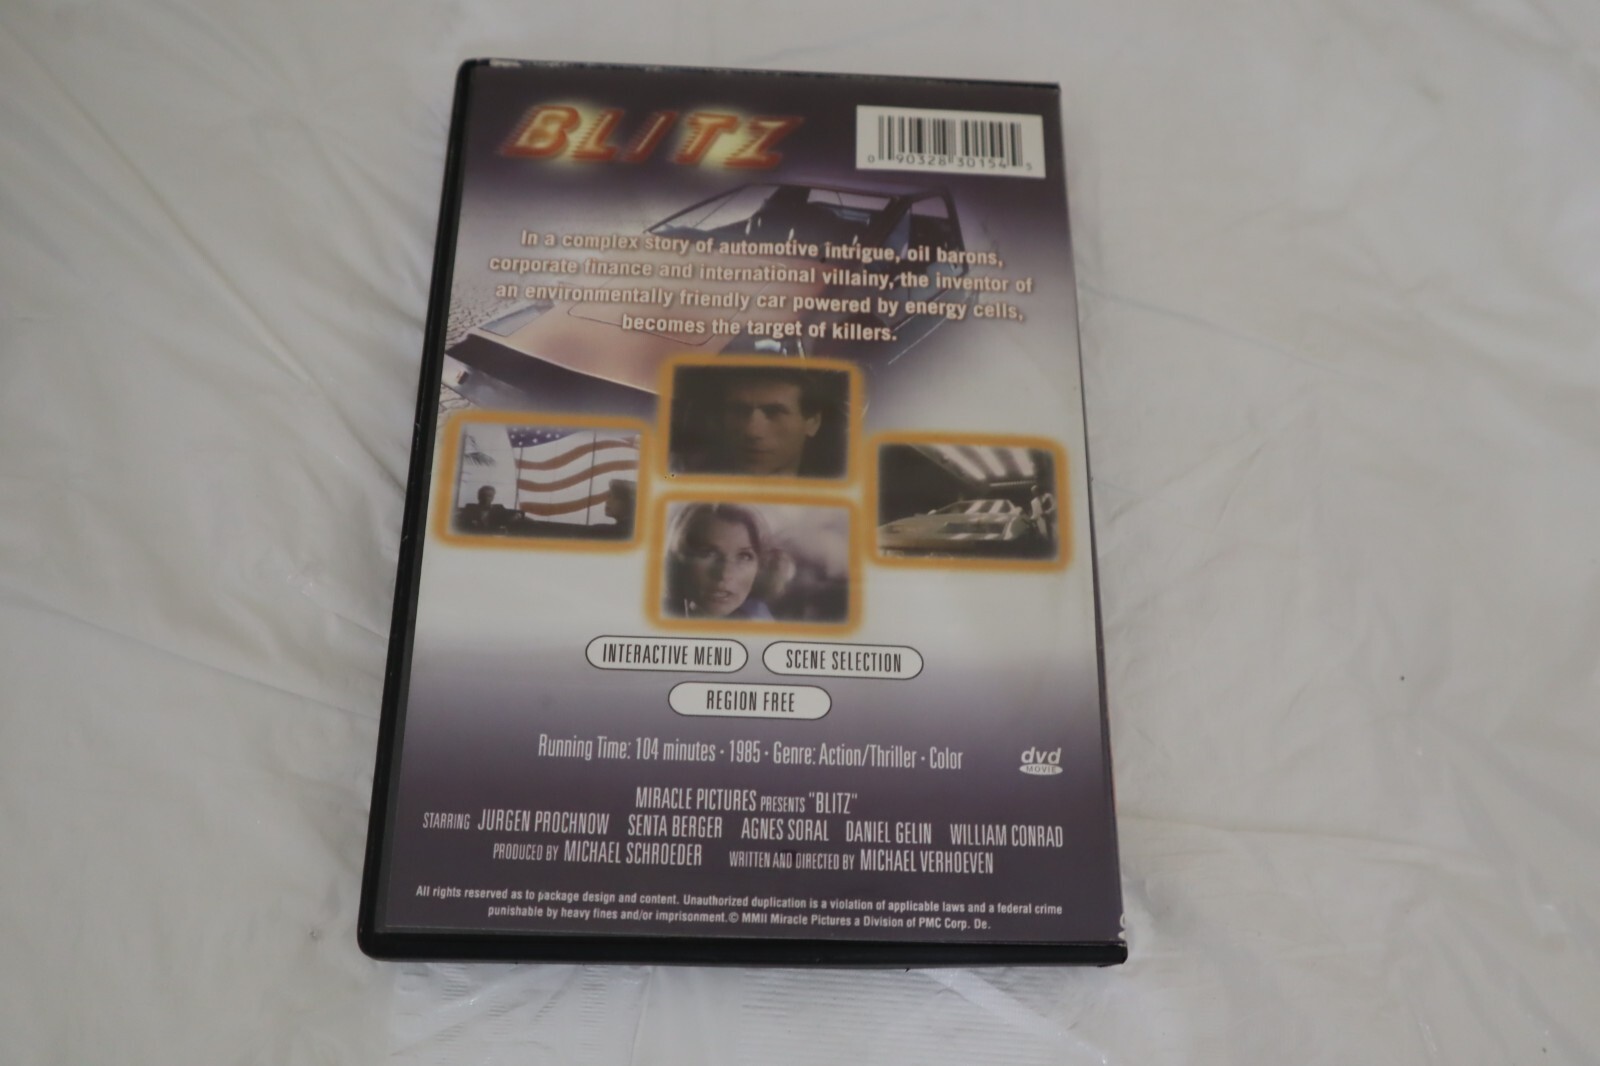 BLITZ
0 90328 30154 5
In a complex story of automotive intrigue, oil barons,
corporate finance and international villainy, the inventor of
an environmentally friendly car powered by energy cells,
becomes the target of killers.
INTERACTIVE MENU
SCENE SELECTION
REGION FREE
Running Time: 104 minutes · 1985 · Genre: Action/Thriller · Color
dvd
MOVIE
MIRACLE PICTURES PRESENTS "BLITZ"
STARRING JURGEN PROCHNOW SENTA BERGER AGNES SORAL DANIEL GELIN WILLIAM CONRAD
PRODUCED BY MICHAEL SCHROEDER WRITTEN AND DIRECTED BY MICHAEL VERHOEVEN
All rights reserved as to package design and content. Unauthorized duplication is a violation of applicable laws and a federal crime
punishable by heavy fines and/or imprisonment.© MMII Miracle Pictures a Division of PMC Corp. De.